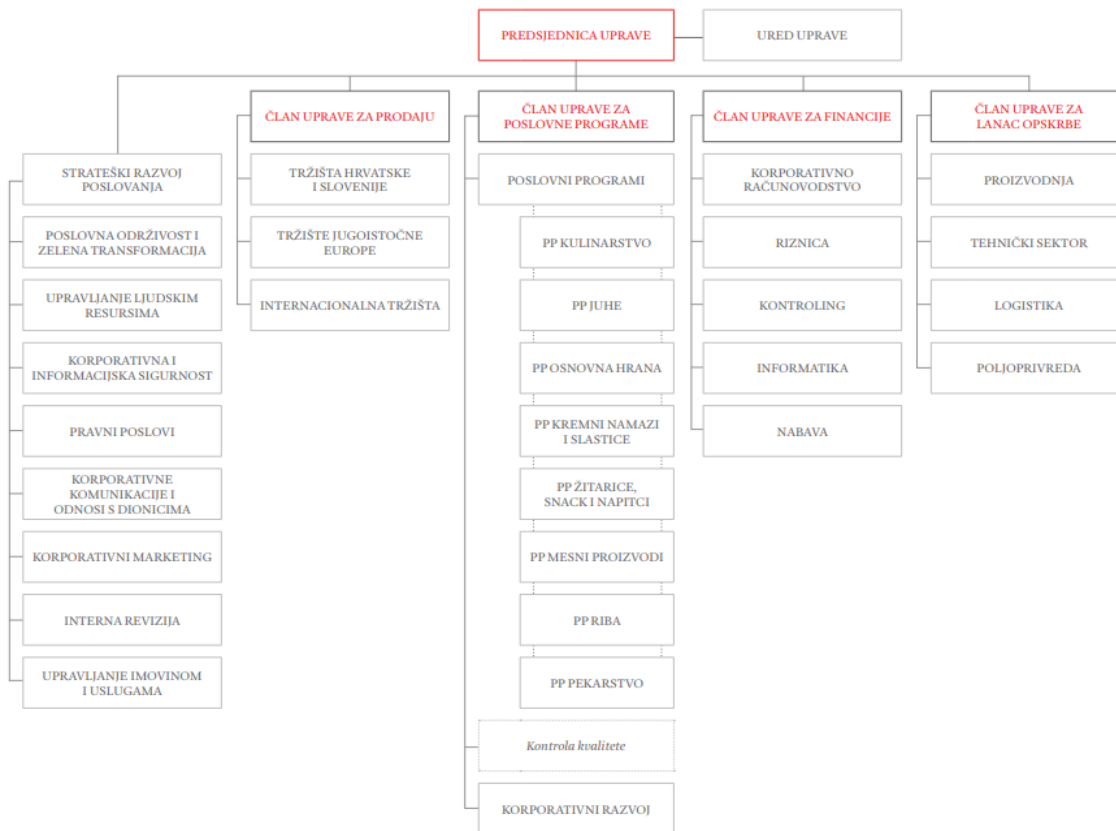 PREDSJEDNICA UPRAVE
URED UPRAVE
STRATEŠKI RAZVOJ
POSLOVANJA
POSLOVNA ODRŽIVOST I
ZELENA TRANSFORMACIJA
UPRAVLJANJE LJUDSKIM
RESURSIMA
KORPORATIVNA I
INFORMACIJSKA SIGURNOST
PRAVNI POSLOVI
KORPORATIVNE
KOMUNIKACIJE I
ODNOSI S DIONICIMA
KORPORATIVNI MARKETING
INTERNA REVIZIJA
UPRAVLJANJE IMOVINOM
I USLUGAMA
ČLAN UPRAVE ZA PRODAJU
TRŽIŠTA HRVATSKE
I SLOVENIJE
TRŽIŠTE JUGOISTOČNE
EUROPE
INTERNACIONALNA TRŽIŠTA
ČLAN UPRAVE ZA
POSLOVNE PROGRAME
POSLOVNI PROGRAMI
PP KULINARSTVO
PP JUHE
PP OSNOVNA HRANA
PP KREMNI NAMAZI
I SLASTICE
PP ŽITARICE,
SNACK I NAPITCI
PP MESNI PROIZVODI
PP RIBA
PP PEKARSTVO
Kontrola kvalitete
KORPORATIVNI RAZVOJ
ČLAN UPRAVE ZA FINANCIJE
KORPORATIVNO
RAČUNOVODSTVO
RIZNICA
KONTROLING
INFORMATIKA
NABAVA
ČLAN UPRAVE ZA
LANAC OPSKRBE
PROIZVODNJA
TEHNIČKI SEKTOR
LOGISTIKA
POLJOPRIVREDA